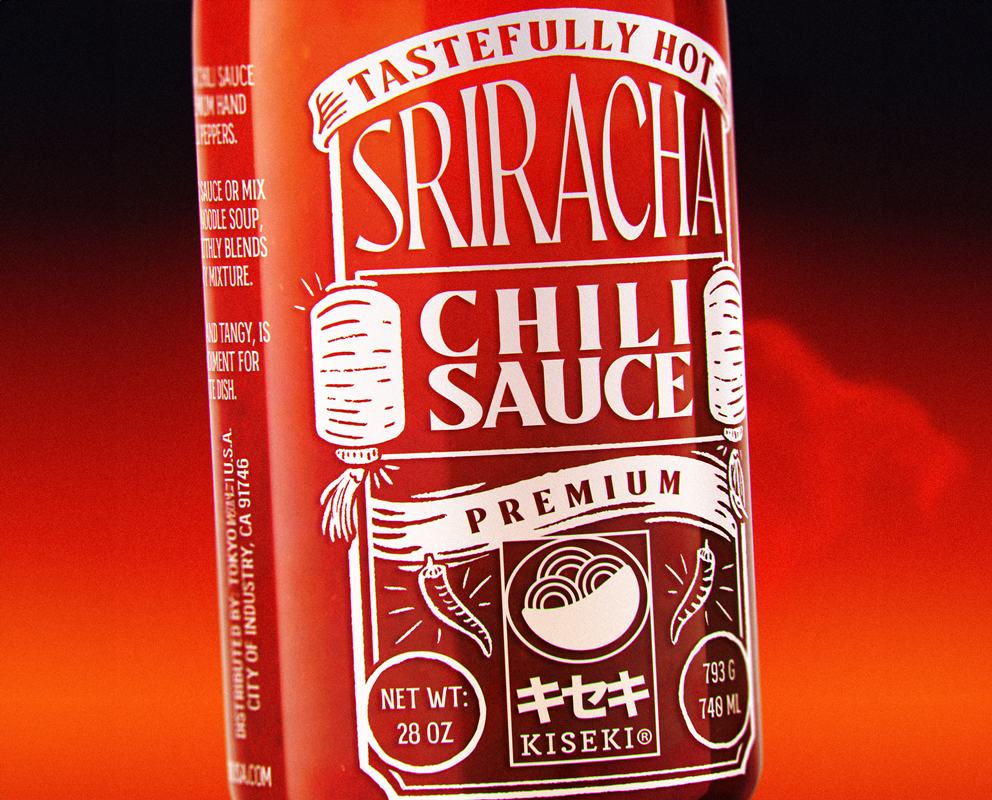 TASTEFULLY HOT
SRIRACHA
CHILI
SAUCE
PREMIUM
キセキ
KISEKI®
NET WT:
28 OZ
793 G
740 ML
CHILI SAUCE
HAND
PEPPERS.
SAUCE OR MIX
NOODLE SOUP,
BLENDS
MIXTURE.
AND TANGY, IS
FOR
DISH.
DISTRIBUTED BY: TOKYO U.S.A.
CITY OF INDUSTRY, CA 91746